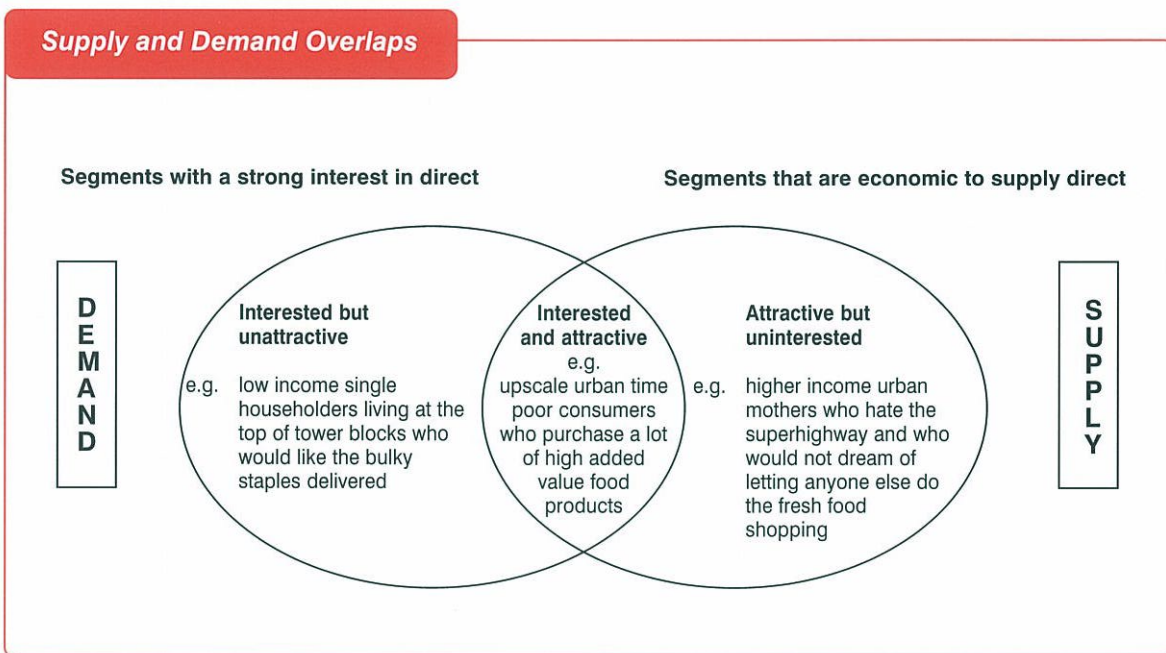 Supply and Demand Overlaps
Segments with a strong interest in direct
Segments that are economic to supply direct
DEMAND
Interested but
unattractive
e.g. low income single
householders living at the
top of tower blocks who
would like the bulky
staples delivered
Interested
and attractive
e.g.
upscale urban time
poor consumers
who purchase a lot
of high added
value food
products
Attractive but
uninterested
e.g. higher income urban
mothers who hate the
superhighway and who
would not dream of
letting anyone else do
the fresh food
shopping
SUPPLY